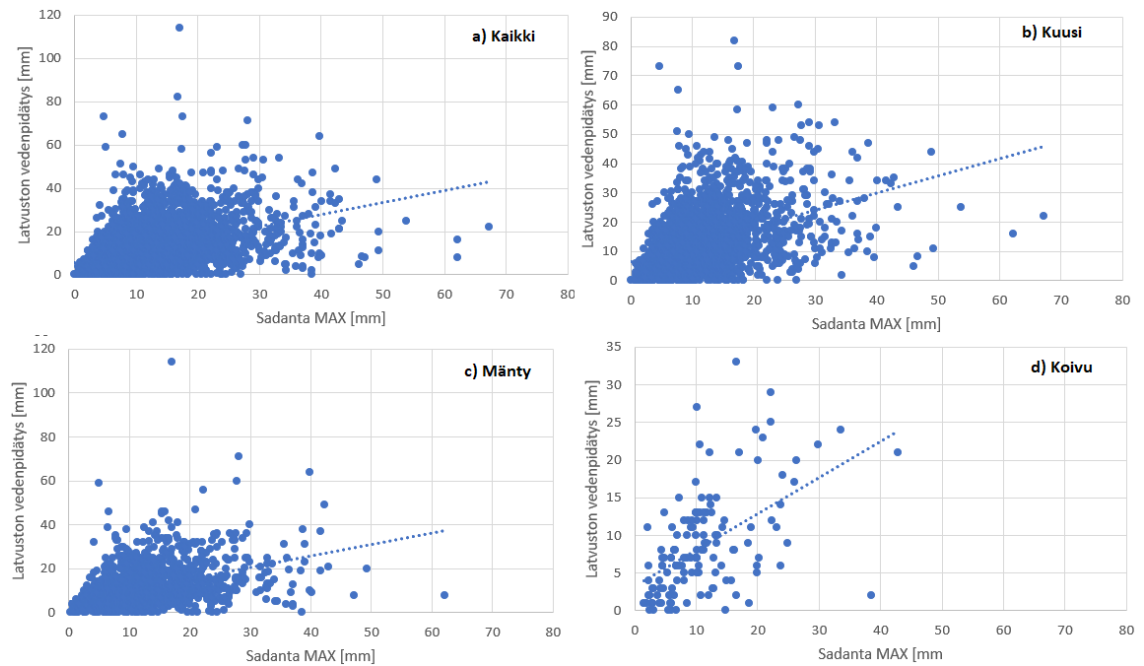 a) Kaikki
Latvuston vedenpidätys [mm]
120
100
80
60
40
20
0
0 10 20 30 40 50 60 70 80
Sadanta MAX [mm]
b) Kuusi
Latvuston vedenpidätys [mm]
90
80
70
60
50
40
30
20
10
0
0 10 20 30 40 50 60 70 80
Sadanta MAX [mm]
c) Mänty
Latvuston vedenpidätys [mm]
120
100
80
60
40
20
0
0 10 20 30 40 50 60 70 80
Sadanta MAX [mm]
d) Koivu
Latvuston vedenpidätys [mm]
35
30
25
20
15
10
5
0
0 10 20 30 40 50 60 70 80
Sadanta MAX [mm